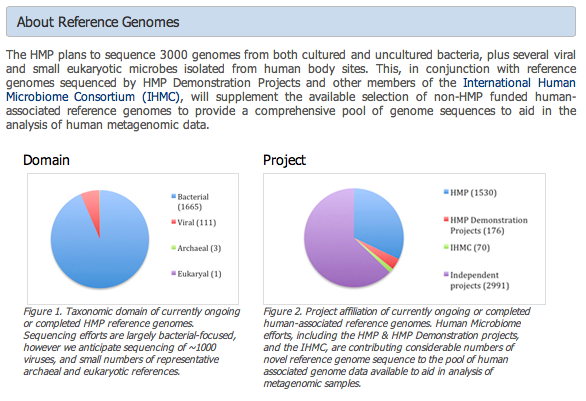 About Reference Genomes
The HMP plans to sequence 3000 genomes from both cultured and uncultured bacteria, plus several viral
and small eukaryotic microbes isolated from human body sites. This, in conjunction with reference
genomes sequenced by HMP Demonstration Projects and other members of the International Human
Microbiome Consortium (IHMC), will supplement the available selection of non-HMP funded human-
associated reference genomes to provide a comprehensive pool of genome sequences to aid in the
analysis of human metagenomic data.
Domain
Bacterial
(1665)
Viral (111)
Archaeal (3)
Eukaryal (1)
Figure 1. Taxonomic domain of currently ongoing
or completed HMP reference genomes.
Sequencing efforts are largely bacterial-focused,
however we anticipate sequencing of ~1000
viruses, and small numbers of representative
archaeal and eukaryotic references.
Project
HMP (1530)
HMP Demonstration
Projects (176)
IHMC (70)
Independent
projects (2991)
Figure 2. Project affiliation of currently ongoing or completed
human-associated reference genomes. Human Microbiome
efforts, including the HMP & HMP Demonstration projects,
and the IHMC, are contributing considerable numbers of
novel reference genome sequence to the pool of human
associated genome data available to aid in analysis of
metagenomic samples.